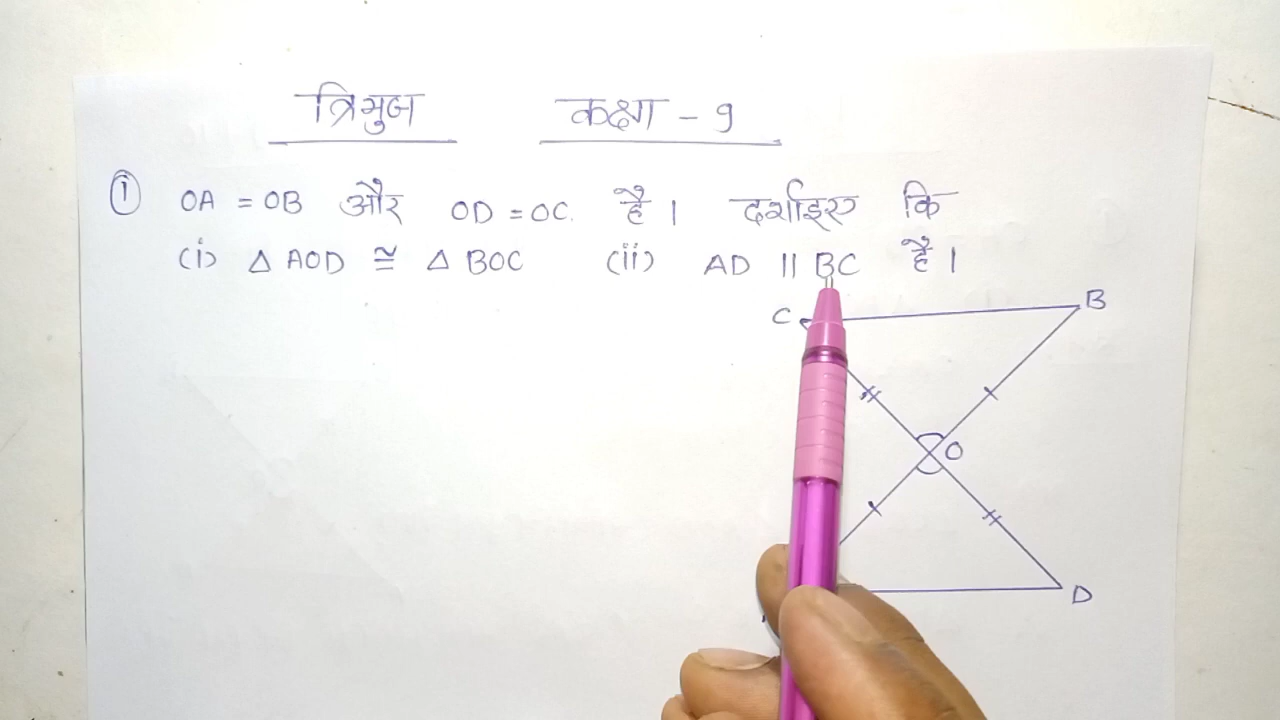 त्रिभुज कक्षा - 9
① OA = OB और OD = OC. है। दर्शाइए कि
(i) △ AOD ≅ △ BOC (ii) AD || BC है।
C B
O
D